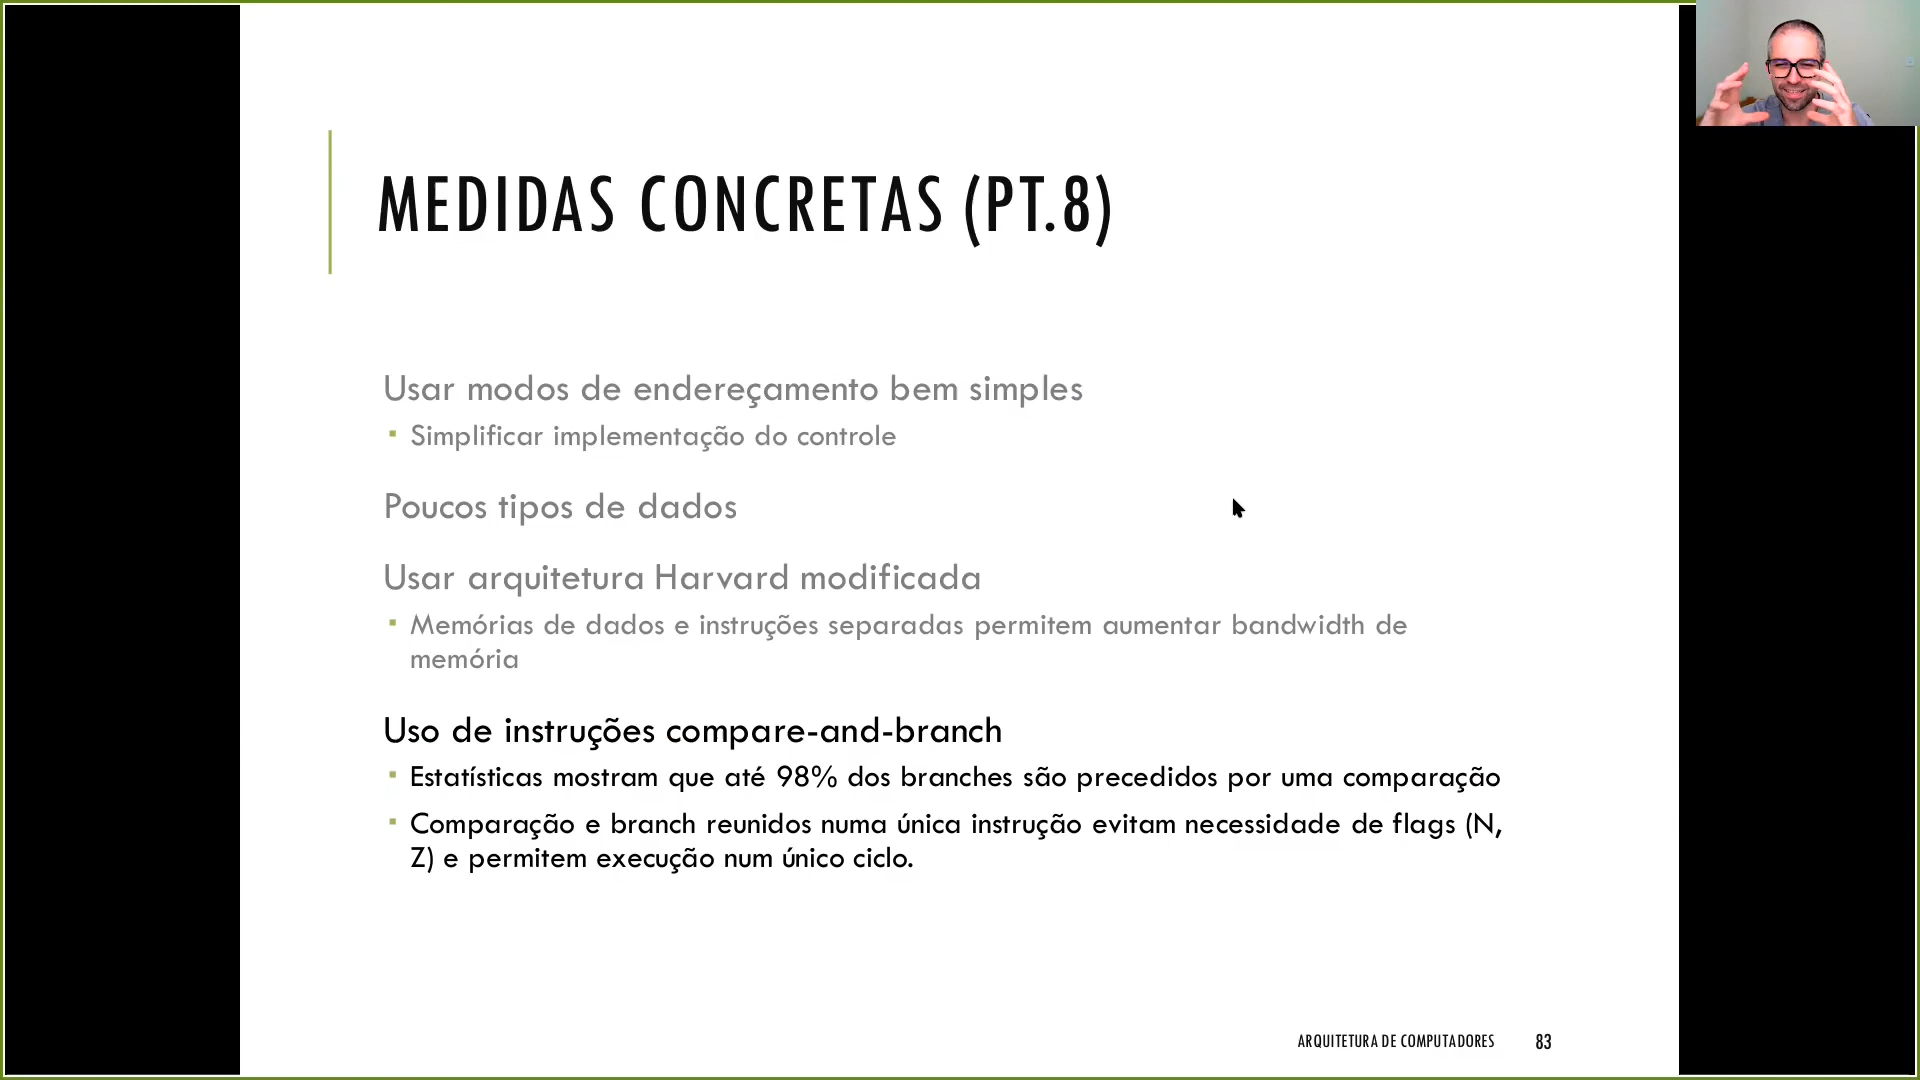 MEDIDAS CONCRETAS (PT.8)
Usar modos de endereçamento bem simples
Simplificar implementação do controle
Poucos tipos de dados
Usar arquitetura Harvard modificada
Memórias de dados e instruções separadas permitem aumentar bandwidth de
memória
Uso de instruções compare-and-branch
Estatísticas mostram que até 98% dos branches são precedidos por uma comparação
Comparação e branch reunidos numa única instrução evitam necessidade de flags (N,
Z) e permitem execução num único ciclo.
ARQUITETURA DE COMPUTADORES 83